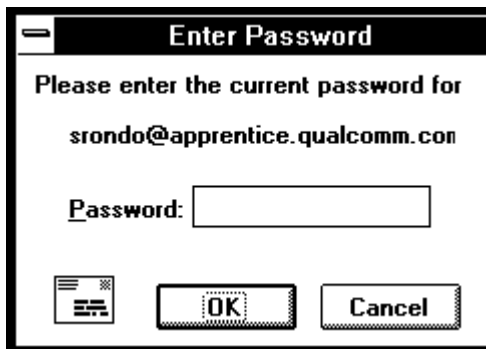 Enter Password
Please enter the current password for
srondo@apprentice.qualcomm.con
Password:
OK
Cancel